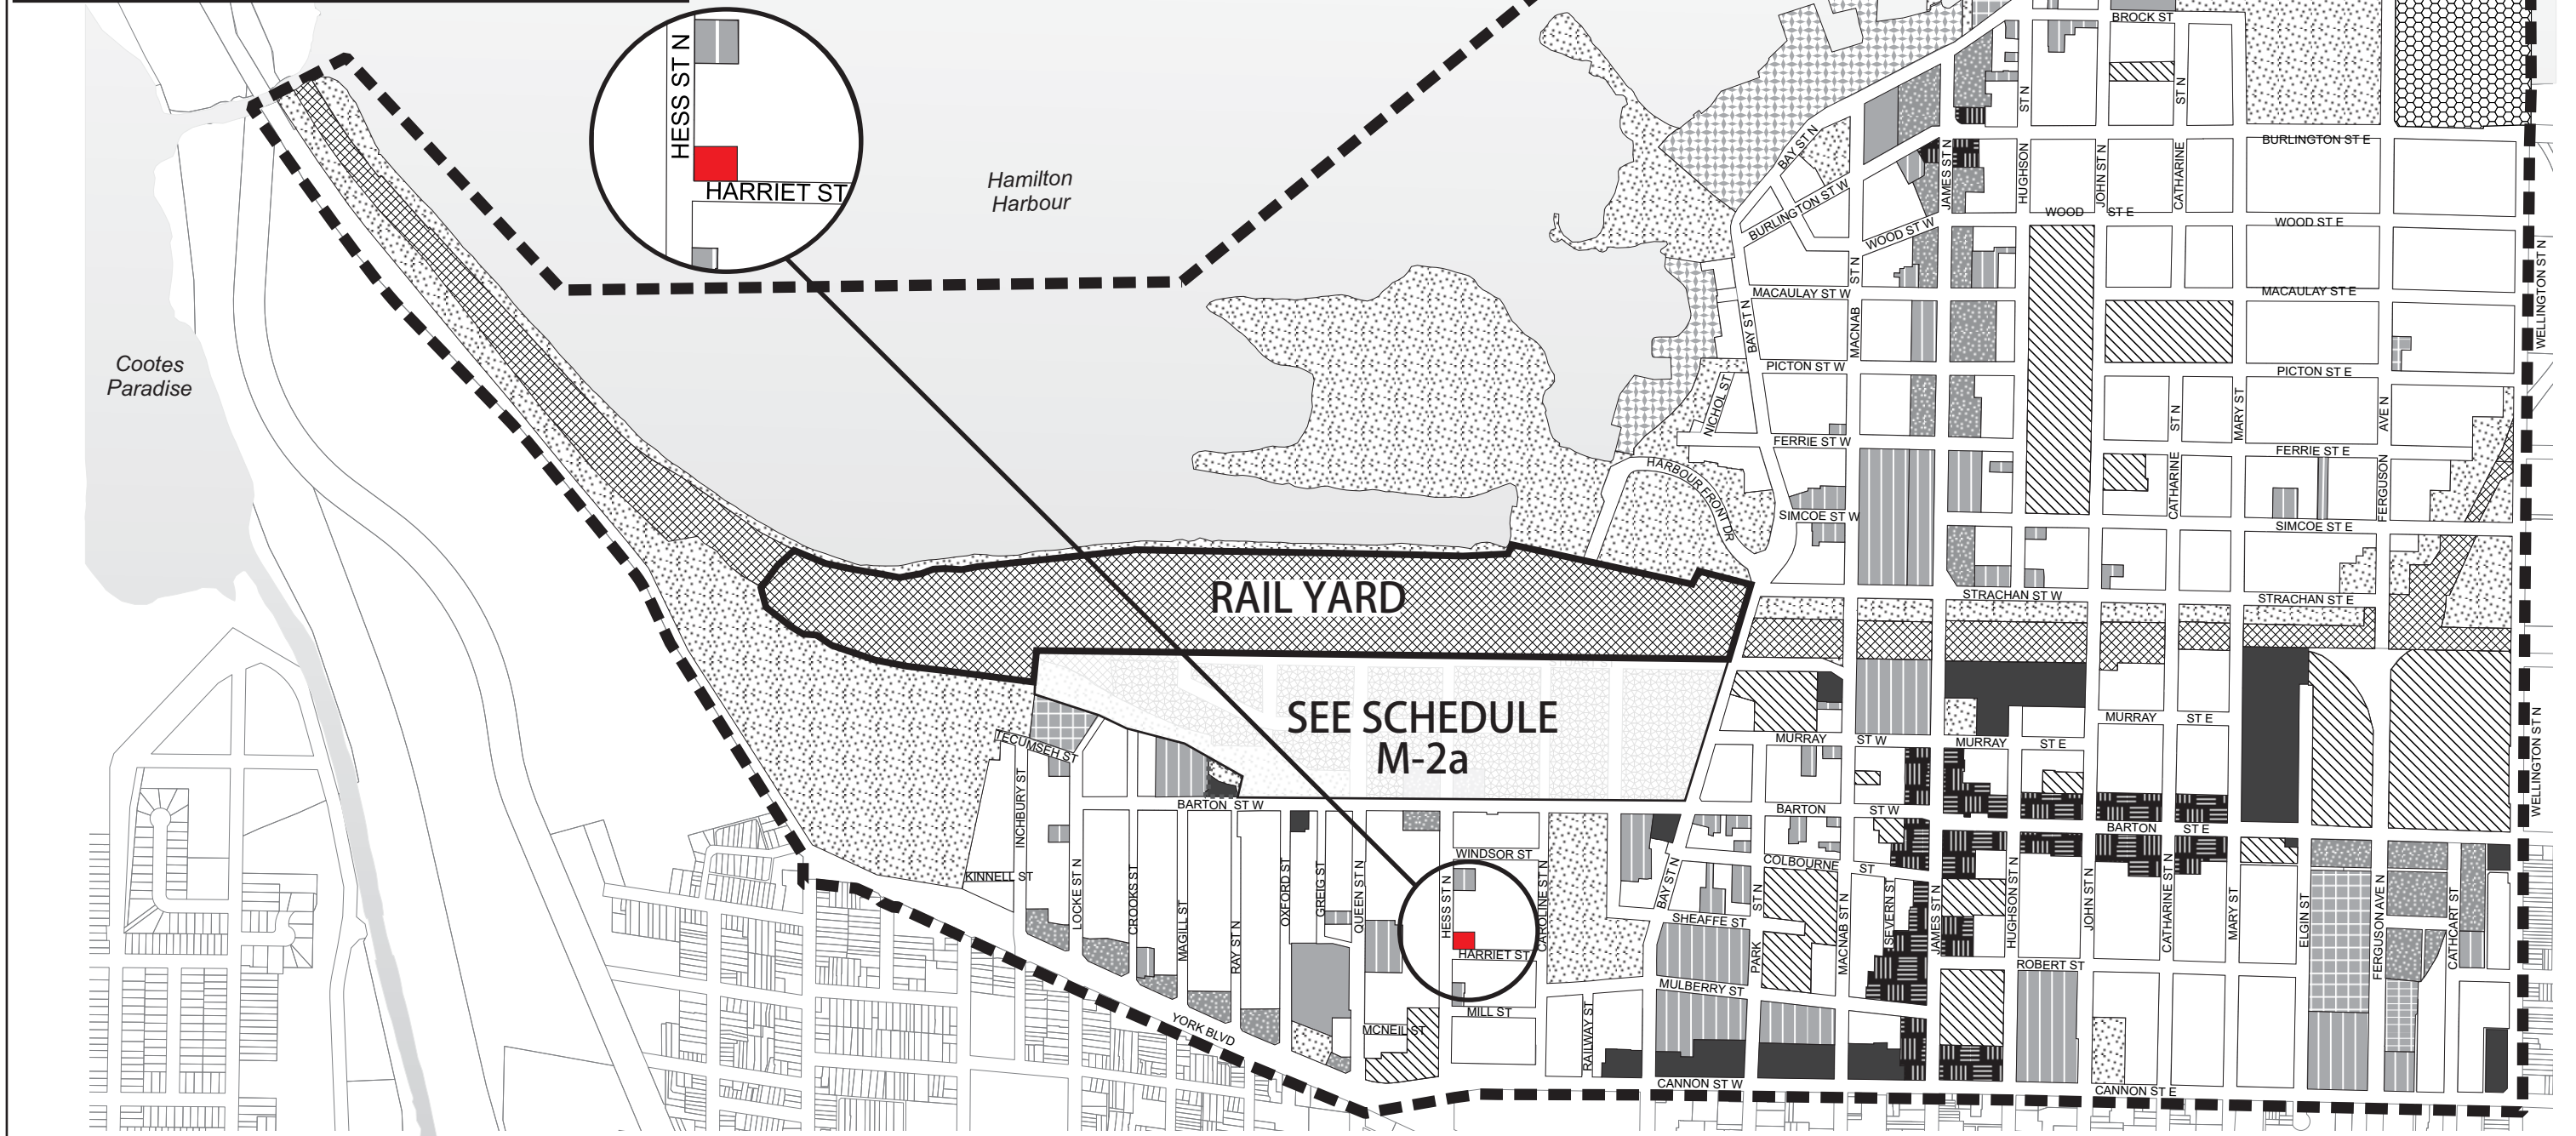 BROCK ST
HESS ST N
HARRIET ST
Hamilton
Harbour
Cootes
Paradise
ST N
ST N
BURLINGTON ST E
BAY ST N
JAMES ST N
HUGHSON
JOHN ST N
CATHARINE
BURLINGTON ST W
WOOD ST E
WOOD ST E
WOOD ST W
WELLINGTON ST N
ST N
MACAULAY ST W
MACAULAY ST E
BAY ST N
MACNAB
PICTON ST W
PICTON ST E
NICHOL ST
ST N
MARY ST
AVE N
FERRIE ST W
FERRIE ST E
HARBOUR FRONT DR
CATHARINE
FERGUSON
SIMCOE ST W
SIMCOE ST E
RAIL YARD
STRACHAN ST W
STRACHAN ST E
STUART ST
SEE SCHEDULE
M-2a
MURRAY ST E
TECUMSEH ST
MURRAY ST W
MURRAY ST E
WELLINGTON ST N
INCHBURY ST
BARTON ST W
BARTON ST W
BARTON ST E
WINDSOR ST
COLBOURNE ST
KINNELL ST
LOCKE ST N
CROOKS ST
MAGILL ST
RAY ST N
OXFORD ST
GREIG ST
QUEEN ST N
HESS ST N
CAROLINE ST N
BAY ST N
ST N
PARK
MACNAB ST N
SEVERN ST
JAMES ST N
HUGHSON ST N
JOHN ST N
CATHARINE ST N
MARY ST
ELGIN ST
FERGUSON AVE N
CATHCART ST
SHEAFFE ST
HARRIET ST
ROBERT ST
MULBERRY ST
MILL ST
RAILWAY ST
YORK BLVD
MCNEIL ST
CANNON ST W
CANNON ST E